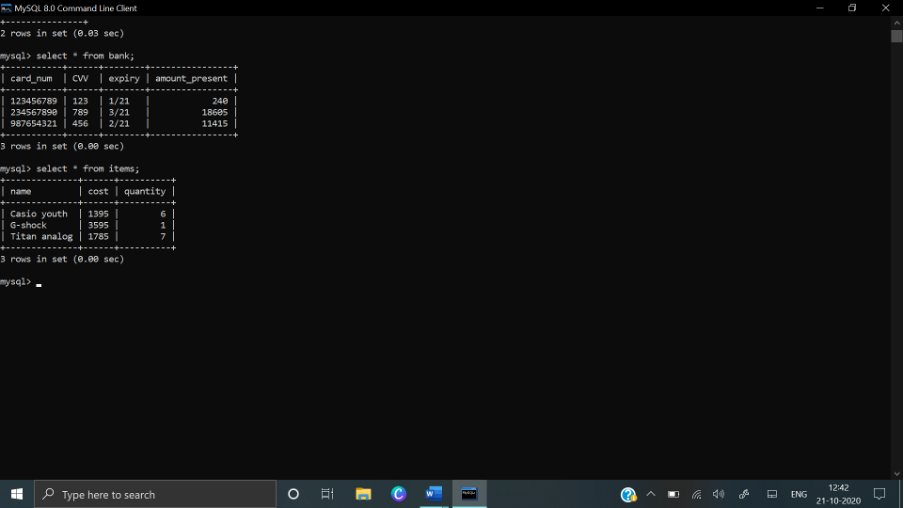 MySQL 8.0 Command Line Client
+---------------+
2 rows in set (0.03 sec)
mysql> select * from bank;
+-----------+------+--------+----------------+
| card_num  | CVV  | expiry | amount_present |
+-----------+------+--------+----------------+
| 123456789 | 123  | 1/21   |            240 |
| 234567890 | 789  | 3/21   |          18605 |
| 987654321 | 456  | 2/21   |          11415 |
+-----------+------+--------+----------------+
3 rows in set (0.00 sec)
mysql> select * from items;
+--------------+------+----------+
| name         | cost | quantity |
+--------------+------+----------+
| Casio youth  | 1395 |        6 |
| G-shock      | 3595 |        1 |
| Titan analog | 1785 |        7 |
+--------------+------+----------+
3 rows in set (0.00 sec)
mysql>
Type here to search
C
W
MySQL
?
ENG
12:42
21-10-2020